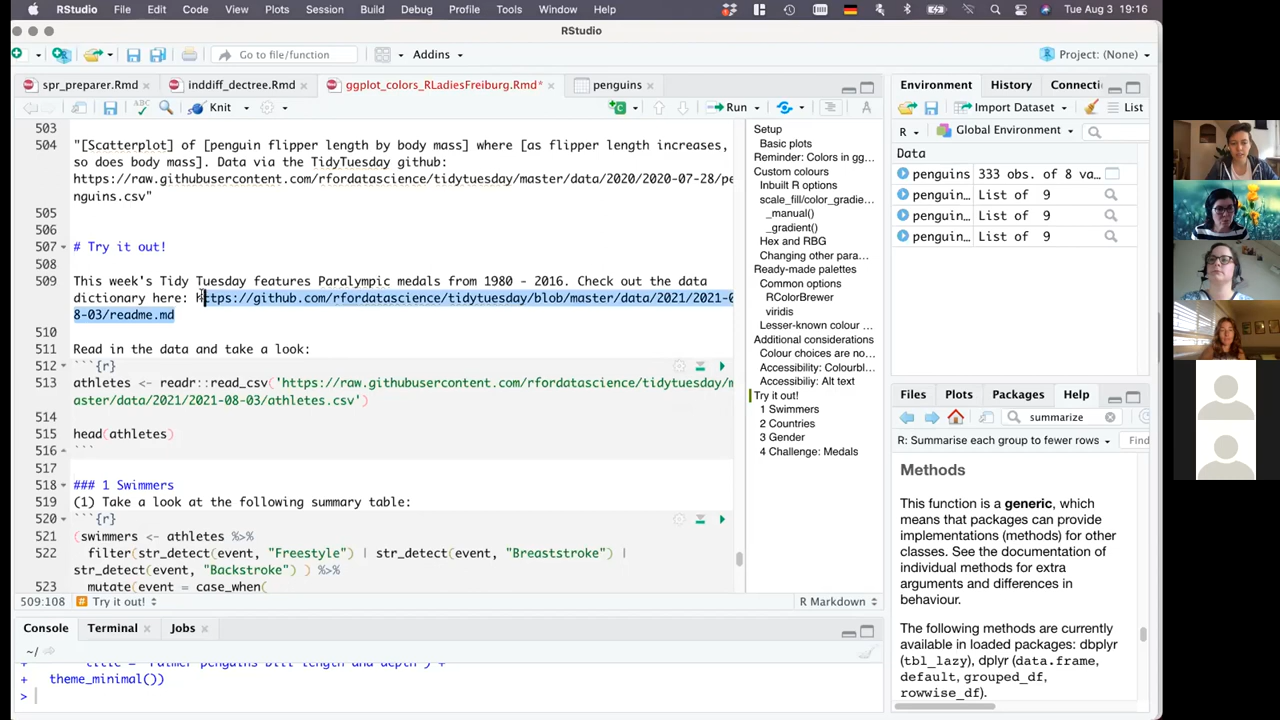 RStudio File Edit Code View Plots Session Build Debug Profile Tools Window Help Tue Aug 3 19:16
RStudio
Go to file/function Addins Project: (None)
spr_preparer.Rmd inddiff_dectree.Rmd ggplot_colors_RLadiesFreiburg.Rmd* penguins
Knit Run
503
504 "[Scatterplot] of [penguin flipper length by body mass] where [as flipper length increases,
so does body mass]. Data via the TidyTuesday github:
https://raw.githubusercontent.com/rfordatascience/tidytuesday/master/data/2020/2020-07-28/pe
nguins.csv"
505
506
507 # Try it out!
508
509 This week's Tidy Tuesday features Paralympic medals from 1980 - 2016. Check out the data
dictionary here: https://github.com/rfordatascience/tidytuesday/blob/master/data/2021/2021-0
8-03/readme.md
510
511 Read in the data and take a look:
512 ```{r}
513 athletes <- readr::read_csv('https://raw.githubusercontent.com/rfordatascience/tidytuesday/m
aster/data/2021/2021-08-03/athletes.csv')
514
515 head(athletes)
516 ```
517
518 ### 1 Swimmers
519 (1) Take a look at the following summary table:
520 ```{r}
521 (swimmers <- athletes %>%
522 filter(str_detect(event, "Freestyle") | str_detect(event, "Breaststroke") |
str_detect(event, "Backstroke") ) %>%
523 mutate(event = case_when(
509:108 Try it out! R Markdown
Setup
Basic plots
Reminder: Colors in gg...
Custom colours
Inbuilt R options
scale_fill/color_gradie...
_manual()
_gradient()
Hex and RBG
Changing other para...
Ready-made palettes
Common options
RColorBrewer
viridis
Lesser-known colour ...
Additional considerations
Colour choices are no...
Accessibility: Colourbl...
Accessibiliy: Alt text
Try it out!
1 Swimmers
2 Countries
3 Gender
4 Challenge: Medals
Console Terminal Jobs
~/
+ theme_minimal())
>
Environment History Connecti
Import Dataset List
R Global Environment
Data
penguins 333 obs. of 8 va...
penguin... List of 9
penguin... List of 9
penguin... List of 9
Files Plots Packages Help
summarize
R: Summarise each group to fewer rows Find
Methods
This function is a generic, which
means that packages can provide
implementations (methods) for other
classes. See the documentation of
individual methods for extra
arguments and differences in
behaviour.
The following methods are currently
available in loaded packages: dbplyr
(tbl_lazy), dplyr (data.frame,
default, grouped_df,
rowwise_df).